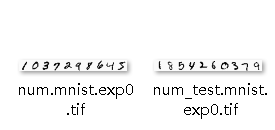 1037298645
1854260379
num.mnist.exp0
.tif
num_test.mnist.
exp0.tif